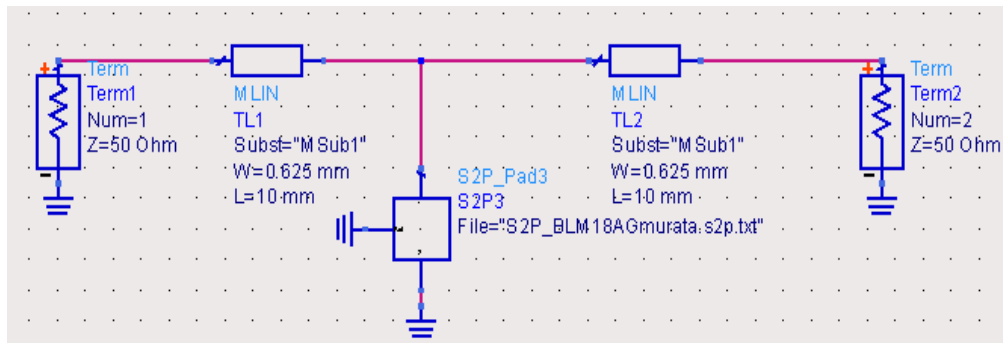 Term
Term1
Num=1
Z=50 Ohm
MLIN
TL1
Subst="MSub1"
W=0.625 mm
L=10 mm
S2P_Pad3
S2P3
File="S2P_BLM18AGmurata.s2p.txt"
MLIN
TL2
Subst="MSub1"
W=0.625 mm
L=10 mm
Term
Term2
Num=2
Z=50 Ohm